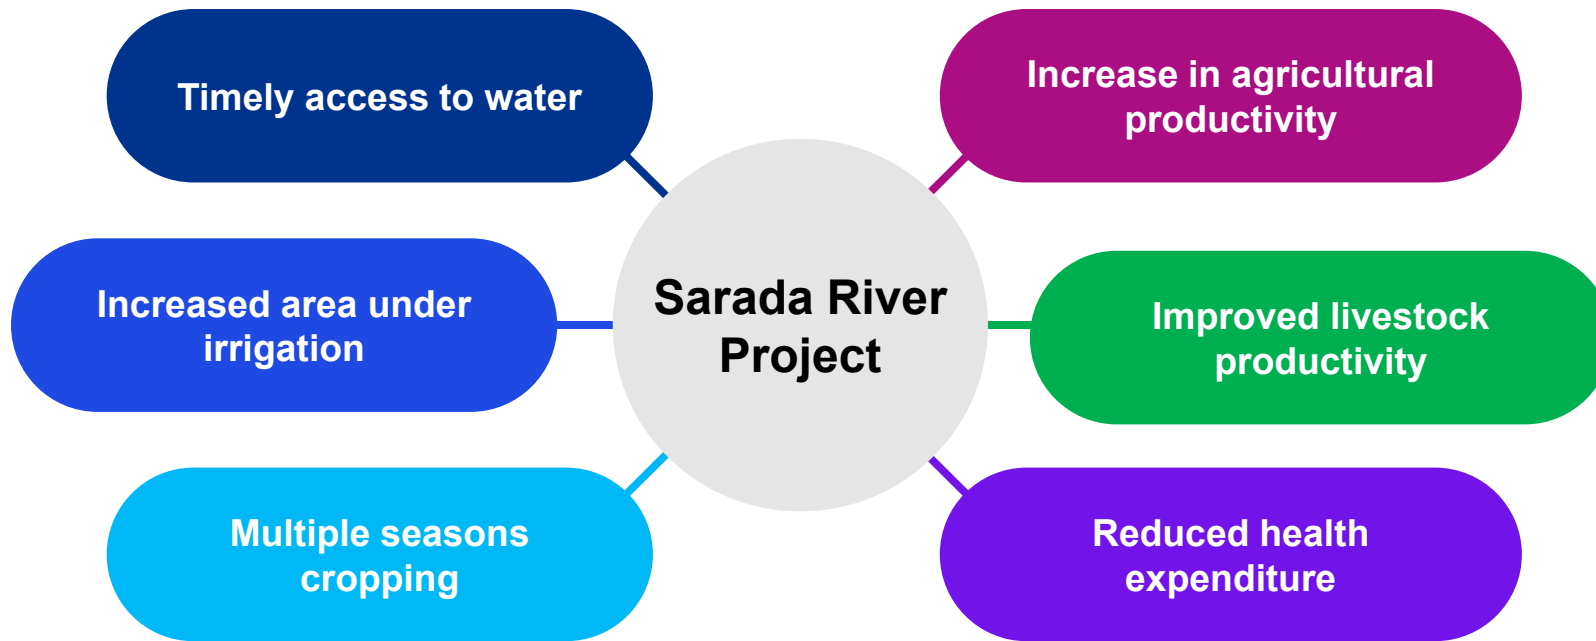 Timely access to water
Increased area under
irrigation
Multiple seasons
cropping
Sarada River
Project
Increase in agricultural
productivity
Improved livestock
productivity
Reduced health
expenditure